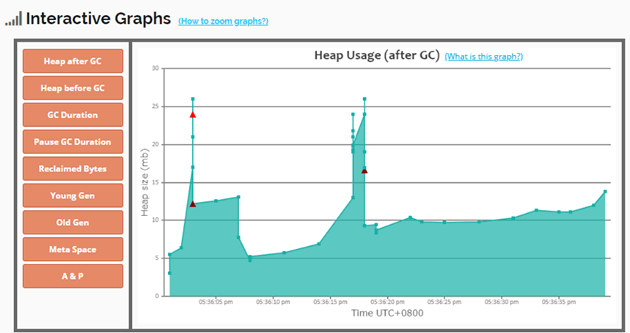 Interactive Graphs (How to zoom graphs?)
Heap after GC
Heap before GC
GC Duration
Pause GC Duration
Reclaimed Bytes
Young Gen
Old Gen
Meta Space
A & P
Heap Usage (after GC) (What is this graph?)
Heap size (mb)
30
25
20
15
10
5
0
05:36:05 pm 05:36:10 pm 05:36:15 pm 05:36:20 pm 05:36:25 pm 05:36:30 pm 05:36:35 pm
Time UTC+0800